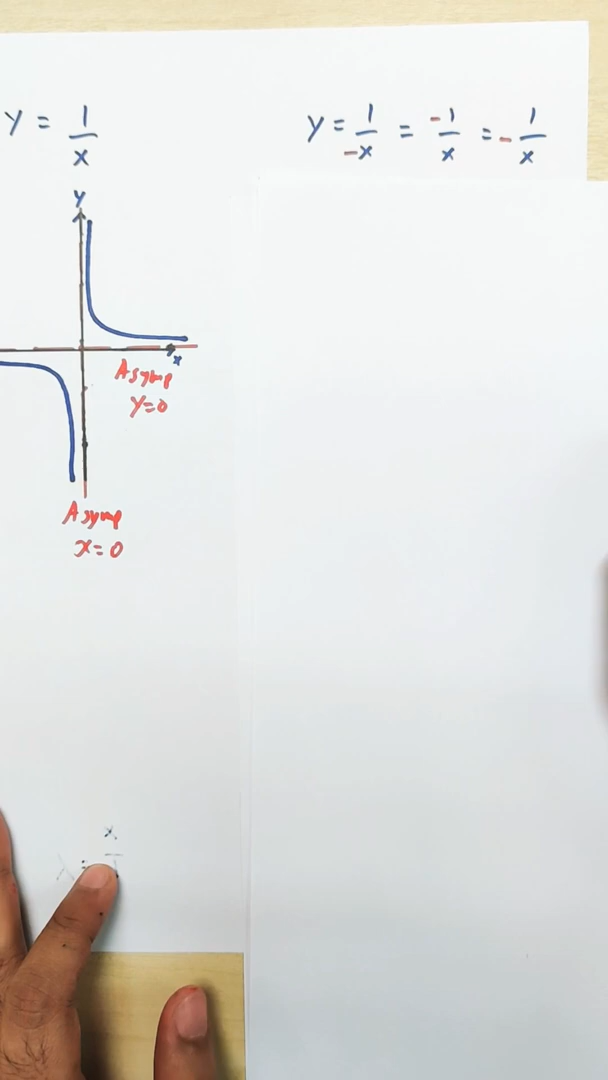 y = 1/x
y = 1/-x = -1/x = -1/x
y
x
Asymp
y=0
Asymp
x=0